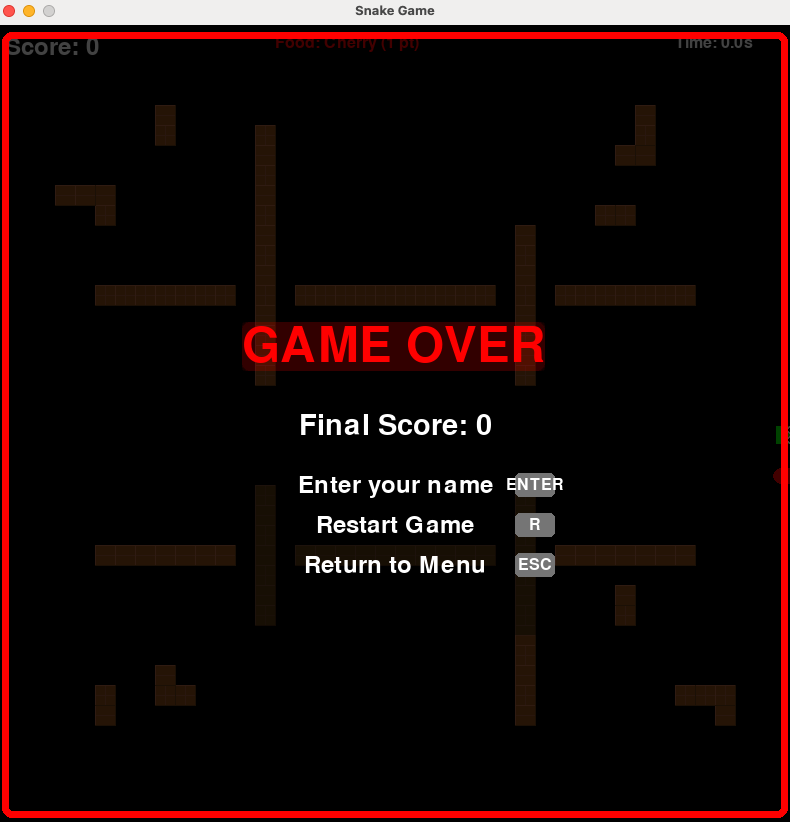 Snake Game
Score: 0 Food: Cherry (1 pt) Time: 0.0s
GAME OVER
Final Score: 0
Enter your name ENTER
Restart Game R
Return to Menu ESC